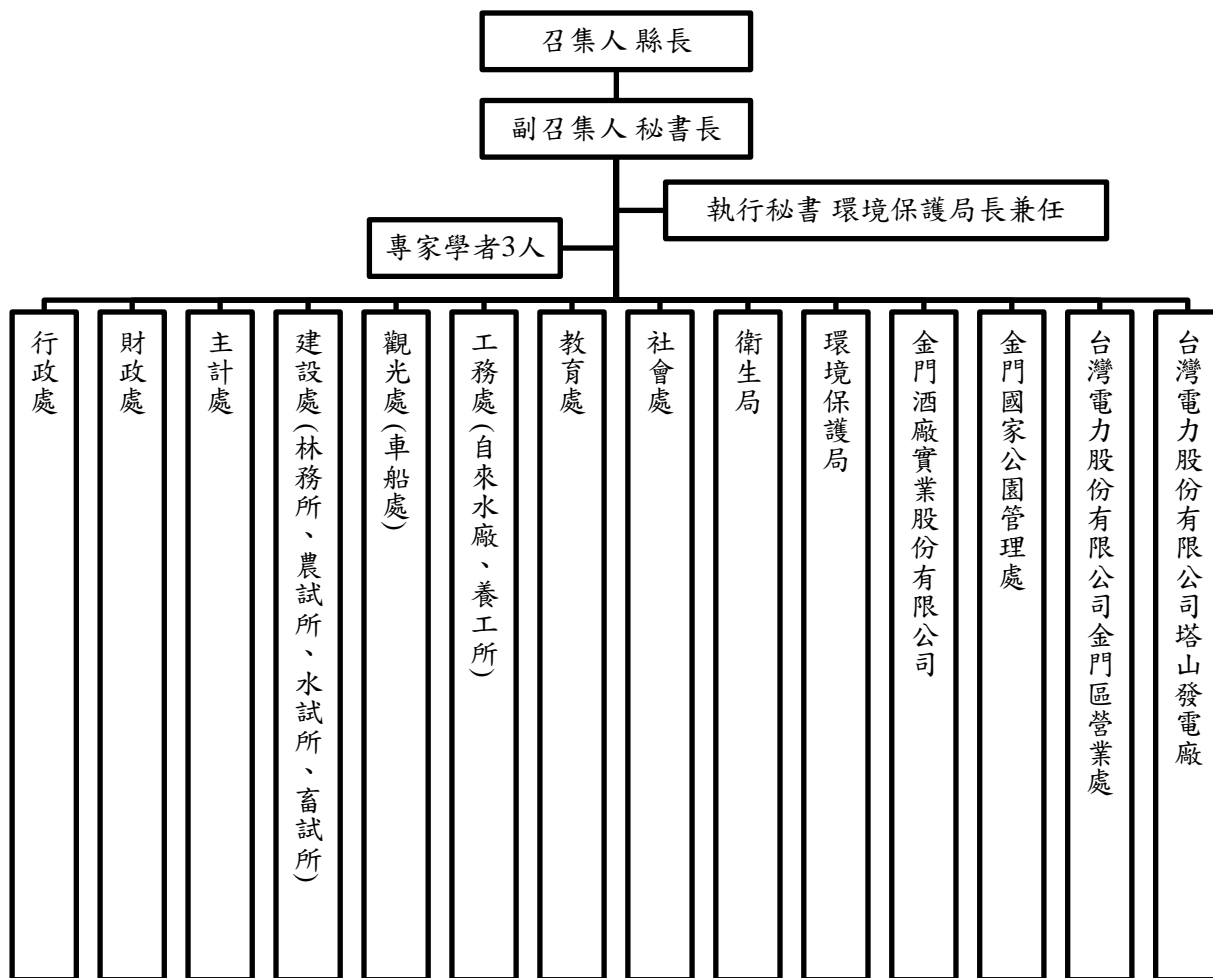 召集人 縣長
副召集人 秘書長
執行秘書 環境保護局長兼任
專家學者3人
行政處
財政處
主計處
建設處(林務所、農試所、水試所、畜試所)
觀光處(車船處)
工務處(自來水廠、養工所)
教育處
社會處
衛生局
環境保護局
金門酒廠實業股份有限公司
金門國家公園管理處
台灣電力股份有限公司金門區營業處
台灣電力股份有限公司塔山發電廠